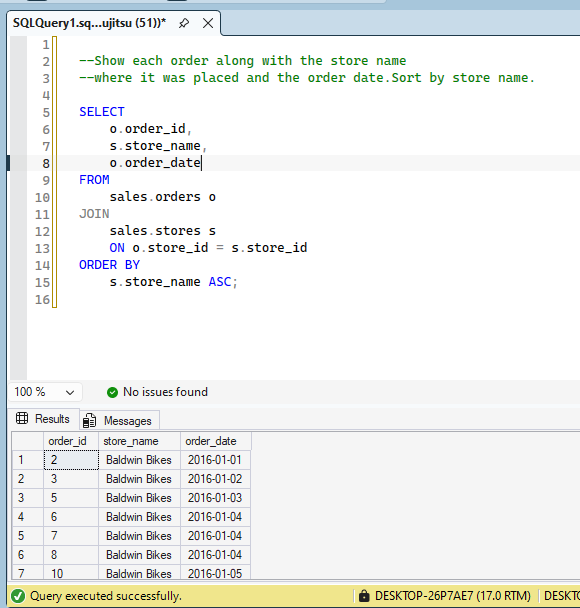 SQLQuery1.sq...ujitsu (51))*
1
2 --Show each order along with the store name
3 --where it was placed and the order date.Sort by store name.
4
5 SELECT
6 o.order_id,
7 s.store_name,
8 o.order_date
9 FROM
10 sales.orders o
11 JOIN
12 sales.stores s
13 ON o.store_id = s.store_id
14 ORDER BY
15 s.store_name ASC;
16
100 % No issues found
Results Messages
order_id store_name order_date
1 2 Baldwin Bikes 2016-01-01
2 3 Baldwin Bikes 2016-01-02
3 5 Baldwin Bikes 2016-01-03
4 6 Baldwin Bikes 2016-01-04
5 7 Baldwin Bikes 2016-01-04
6 8 Baldwin Bikes 2016-01-04
7 10 Baldwin Bikes 2016-01-05
Query executed successfully. DESKTOP-26P7AE7 (17.0 RTM) DESKTO